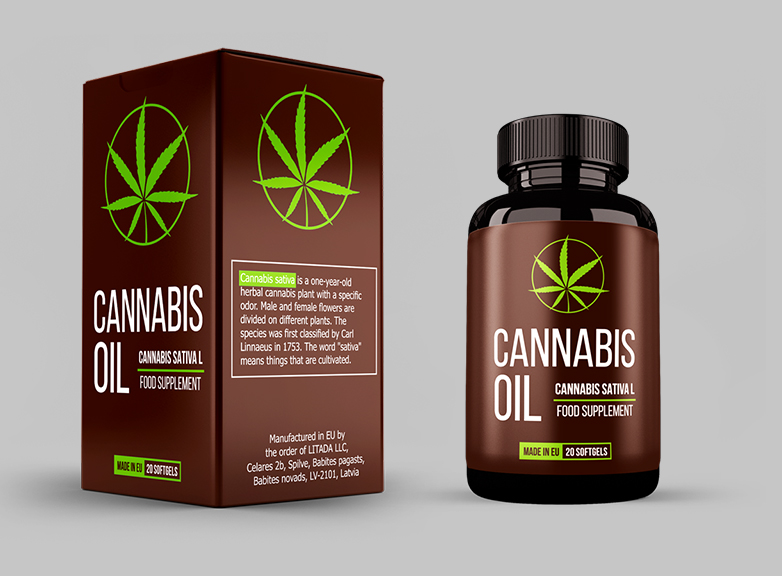 CANNABIS
OIL
CANNABIS SATIVA L
FOOD SUPPLEMENT
MADE IN EU 20 SOFTGELS
Cannabis sativa is a one-year-old
herbal cannabis plant with a specific
odor. Male and female flowers are
divided on different plants. The
species was first classified by Carl
Linnaeus in 1753. The word "sativa"
means things that are cultivated.
Manufactured in EU by
the order of LITADA LLC,
Celares 2b, Spilve, Babites pagasts,
Babites novads, LV-2101, Latvia
CANNABIS
OIL
CANNABIS SATIVA L
FOOD SUPPLEMENT
MADE IN EU 20 SOFTGELS